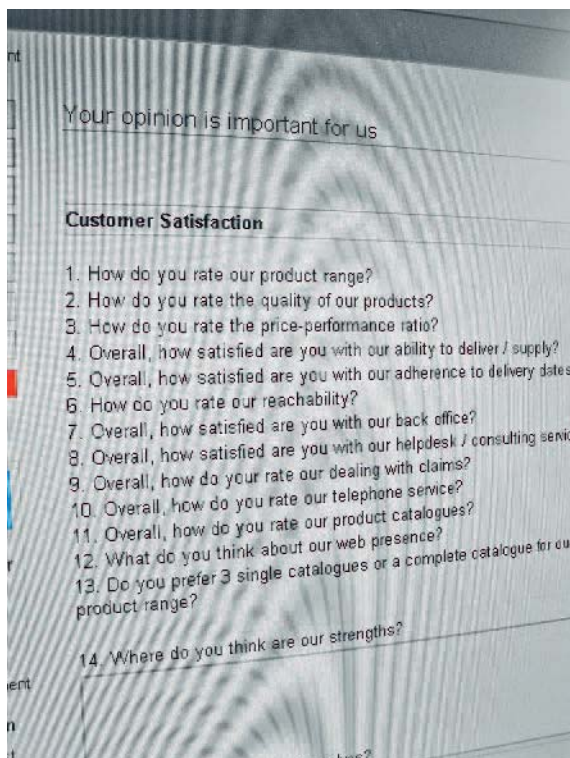 nt
Your opinion is important for us
Customer Satisfaction
1. How do you rate our product range?
2. How do you rate the quality of our products?
3. How do you rate the price-performance ratio?
4. Overall, how satisfied are you with our ability to deliver / supply?
5. Overall, how satisfied are you with our adherence to delivery dates
6. How do you rate our reachability?
7. Overall, how satisfied are you with our back office?
8. Overall, how satisfied are you with our helpdesk / consulting servic
9. Overall, how do your rate our dealing with claims?
10. Overall, how do you rate our telephone service?
11. Overall, how do you rate our product catalogues?
12. What do you think about our web presence?
13. Do you prefer 3 single catalogues or a complete catalogue for ou
product range?
14. Where do you think are our strengths?
r
ent
n
t